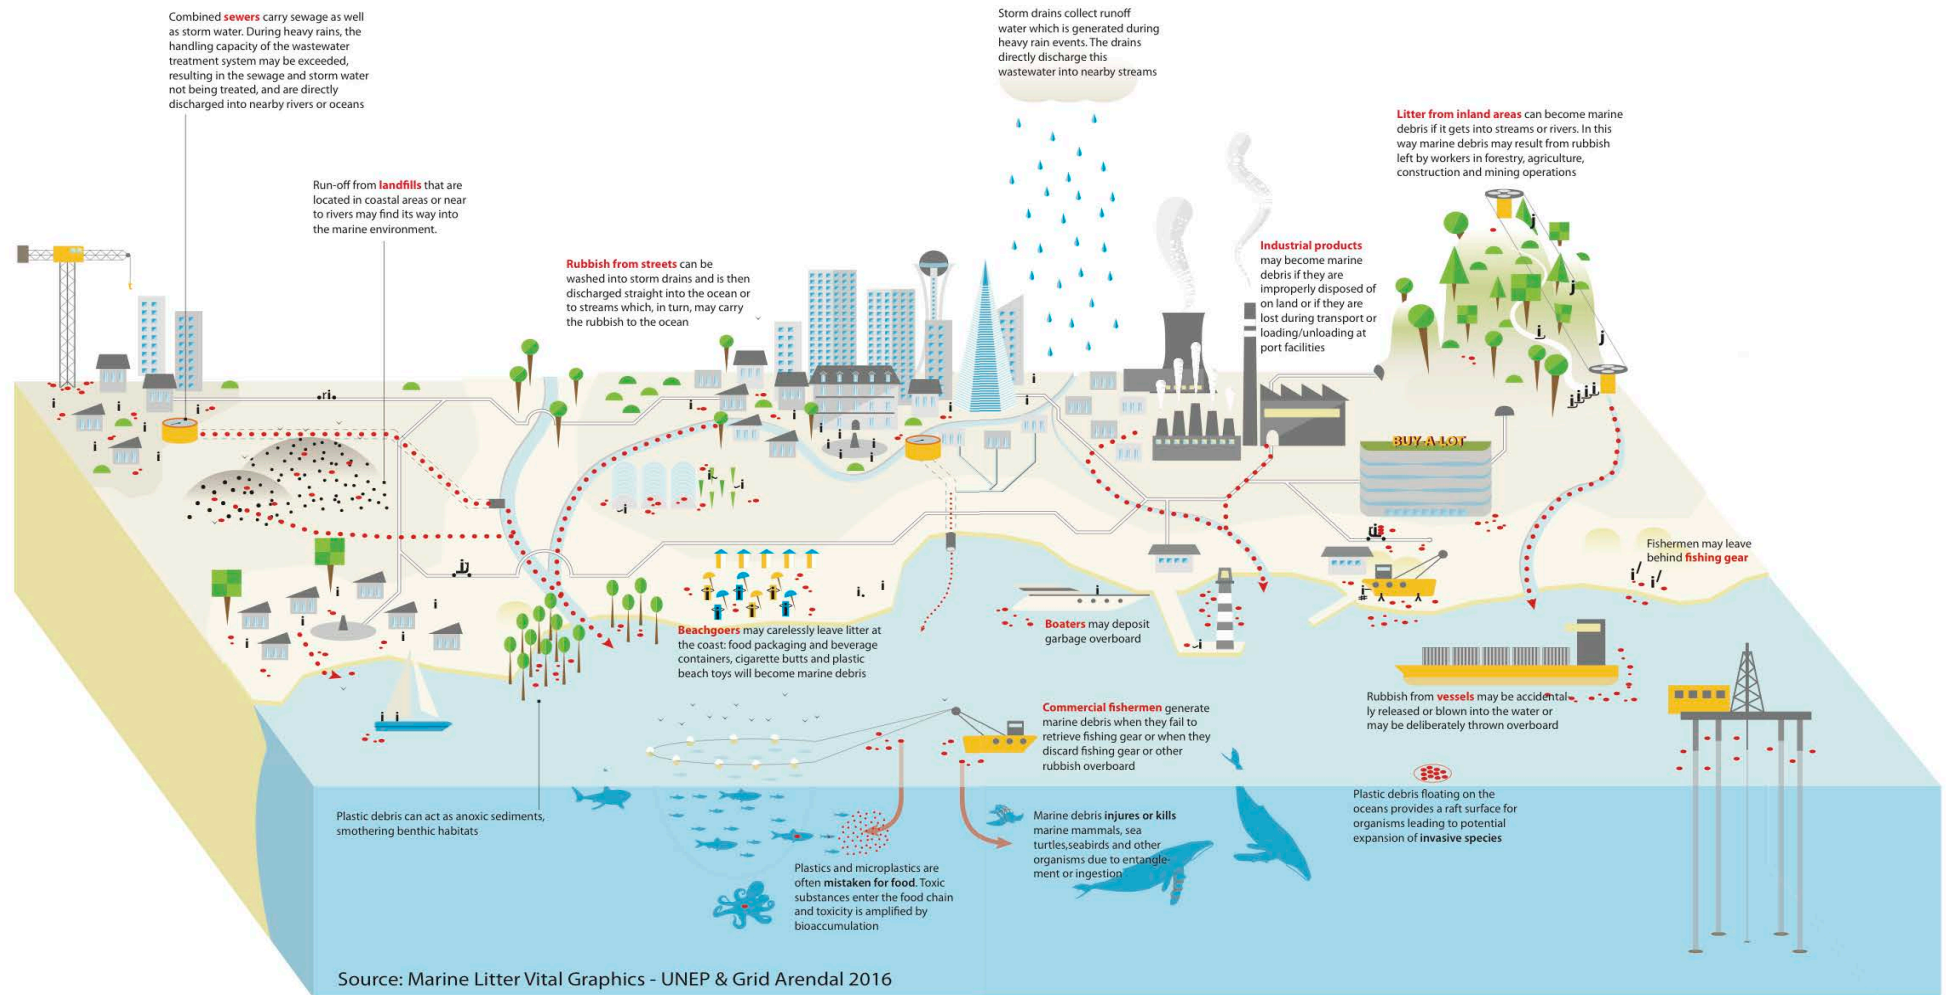 Combined sewers carry sewage as well
as storm water. During heavy rains, the
handling capacity of the wastewater
treatment system may be exceeded,
resulting in the sewage and storm water
not being treated, and are directly
discharged into nearby rivers or oceans
Storm drains collect runoff
water which is generated during
heavy rain events. The drains
directly discharge this
wastewater into nearby streams
Litter from inland areas can become marine
debris if it gets into streams or rivers. In this
way marine debris may result from rubbish
left by workers in forestry, agriculture,
construction and mining operations
Run-off from landfills that are
located in coastal areas or near
to rivers may find its way into
the marine environment.
Rubbish from streets can be
washed into storm drains and is then
discharged straight into the ocean or
to streams which, in turn, may carry
the rubbish to the ocean
Industrial products
may become marine
debris if they are
improperly disposed of
on land or if they are
lost during transport or
loading/unloading at
port facilities
BUY-A-LOT
Fishermen may leave
behind fishing gear
Beachgoers may carelessly leave litter at
the coast: food packaging and beverage
containers, cigarette butts and plastic
beach toys will become marine debris
Boaters may deposit
garbage overboard
Commercial fishermen generate
marine debris when they fail to
retrieve fishing gear or when they
discard fishing gear or other
rubbish overboard
Rubbish from vessels may be accidental-
ly released or blown into the water or
may be deliberately thrown overboard
Plastic debris can act as anoxic sediments,
smothering benthic habitats
Plastics and microplastics are
often mistaken for food. Toxic
substances enter the food chain
and toxicity is amplified by
bioaccumulation
Marine debris injures or kills
marine mammals, sea
turtles,seabirds and other
organisms due to entangle-
ment or ingestion
Plastic debris floating on the
oceans provides a raft surface for
organisms leading to potential
expansion of invasive species
Source: Marine Litter Vital Graphics - UNEP & Grid Arendal 2016